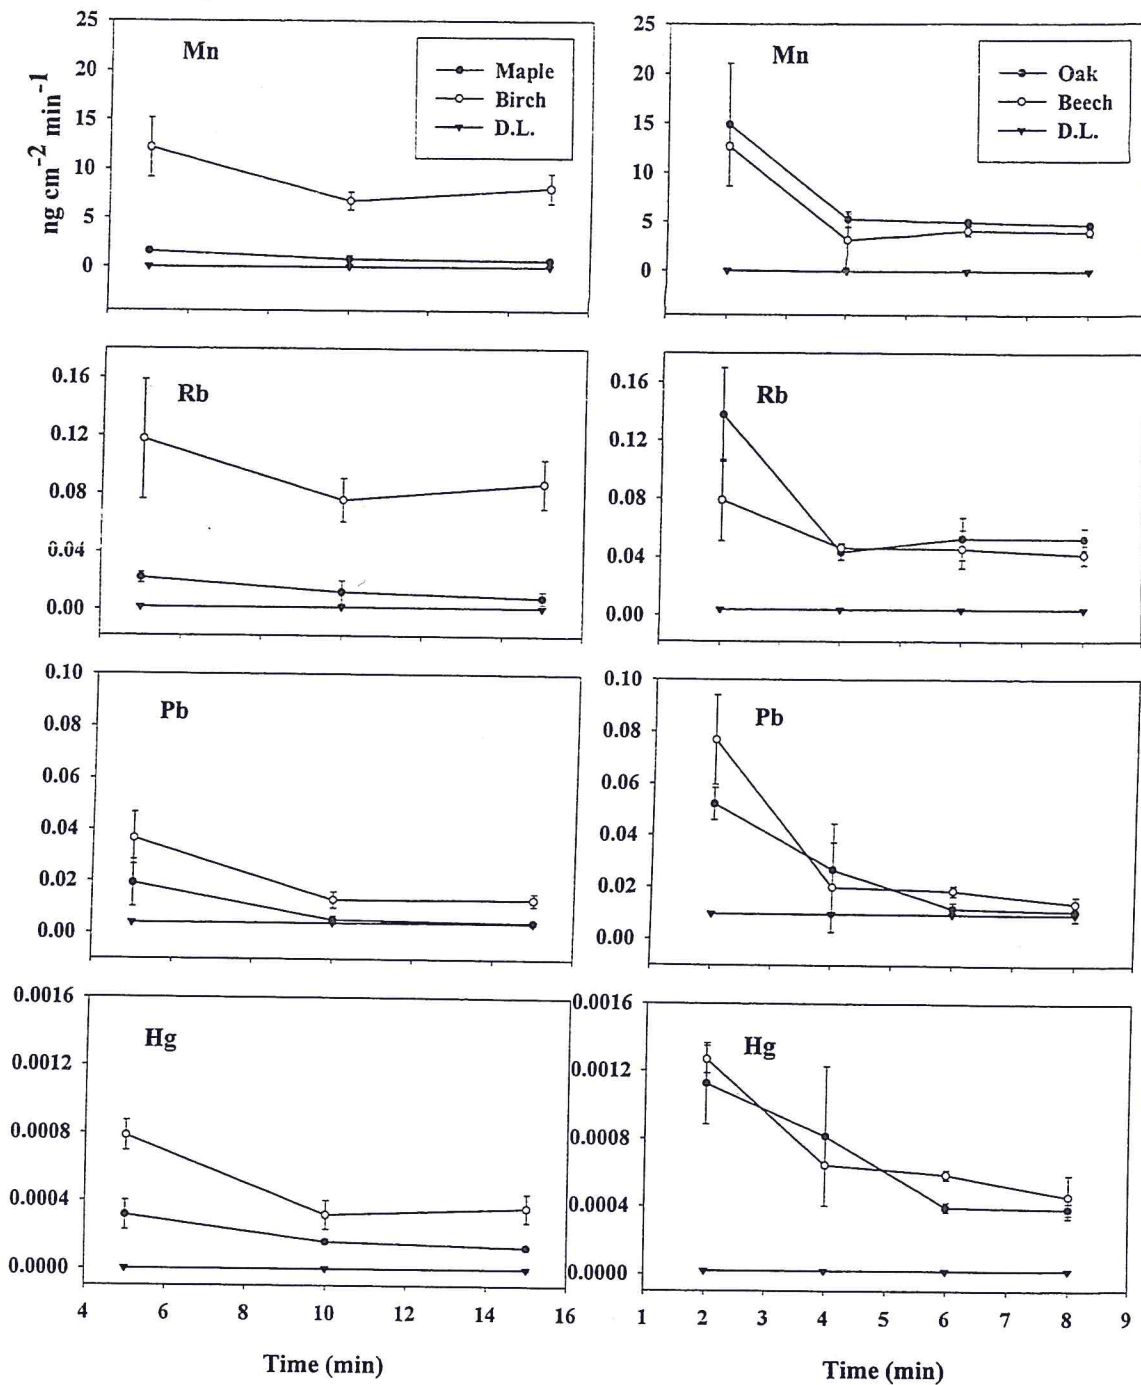 ng cm⁻² min⁻¹
25
20
15
10
5
0
Mn
Maple
Birch
D.L.
25
20
15
10
5
0
Mn
Oak
Beech
D.L.
0.16
0.12
0.08
0.04
0.00
Rb
0.16
0.12
0.08
0.04
0.00
Rb
0.10
0.08
0.06
0.04
0.02
0.00
Pb
0.10
0.08
0.06
0.04
0.02
0.00
Pb
0.0016
0.0012
0.0008
0.0004
0.0000
Hg
4 6 8 10 12 14 16
Time (min)
0.0016
0.0012
0.0008
0.0004
0.0000
Hg
1 2 3 4 5 6 7 8 9
Time (min)